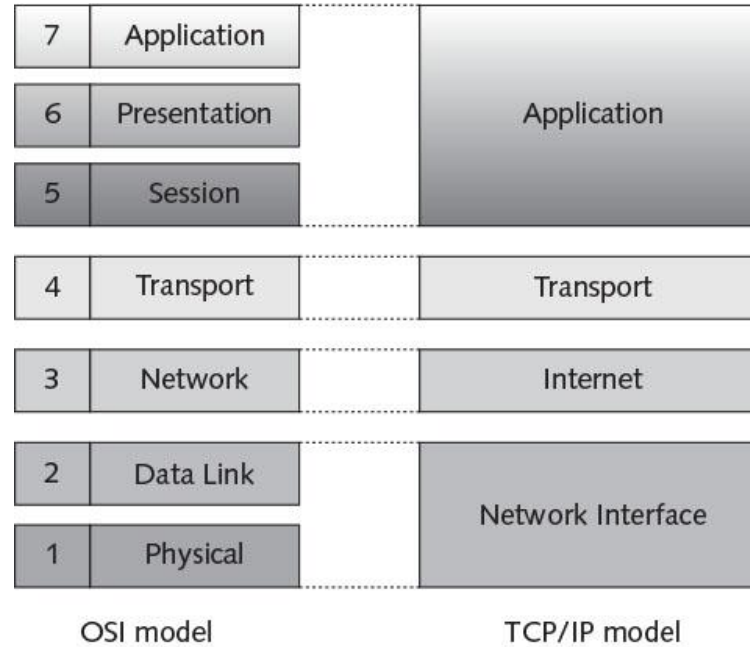 7 Application
6 Presentation
Application
5 Session
4 Transport
Transport
3 Network
Internet
2 Data Link
Network Interface
1 Physical
OSI model
TCP/IP model